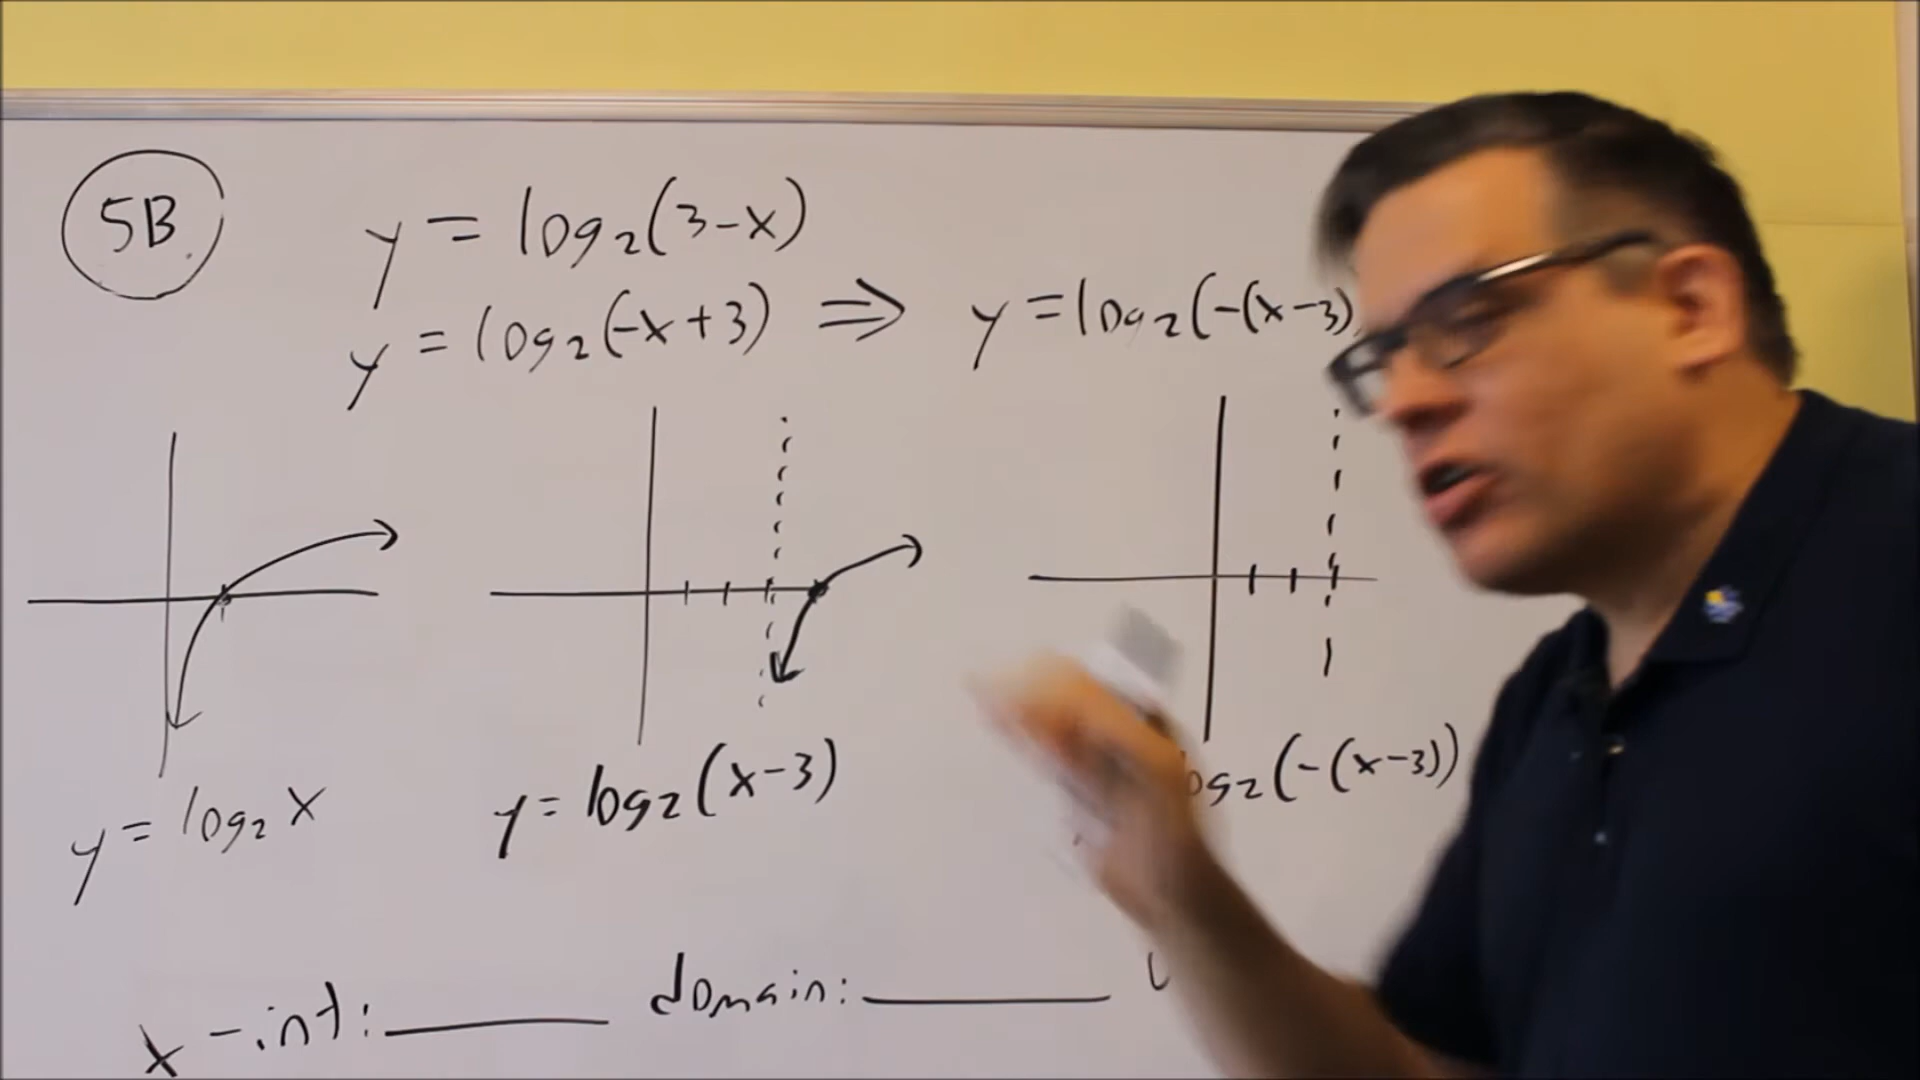 5B
y = log₂(3-x)
y = log₂(-x+3) ⇒ y = log₂(-(x-3)
y = log₂ x
y = log₂(x-3)
og₂(-(x-3))
x-int: ______ domain: ______